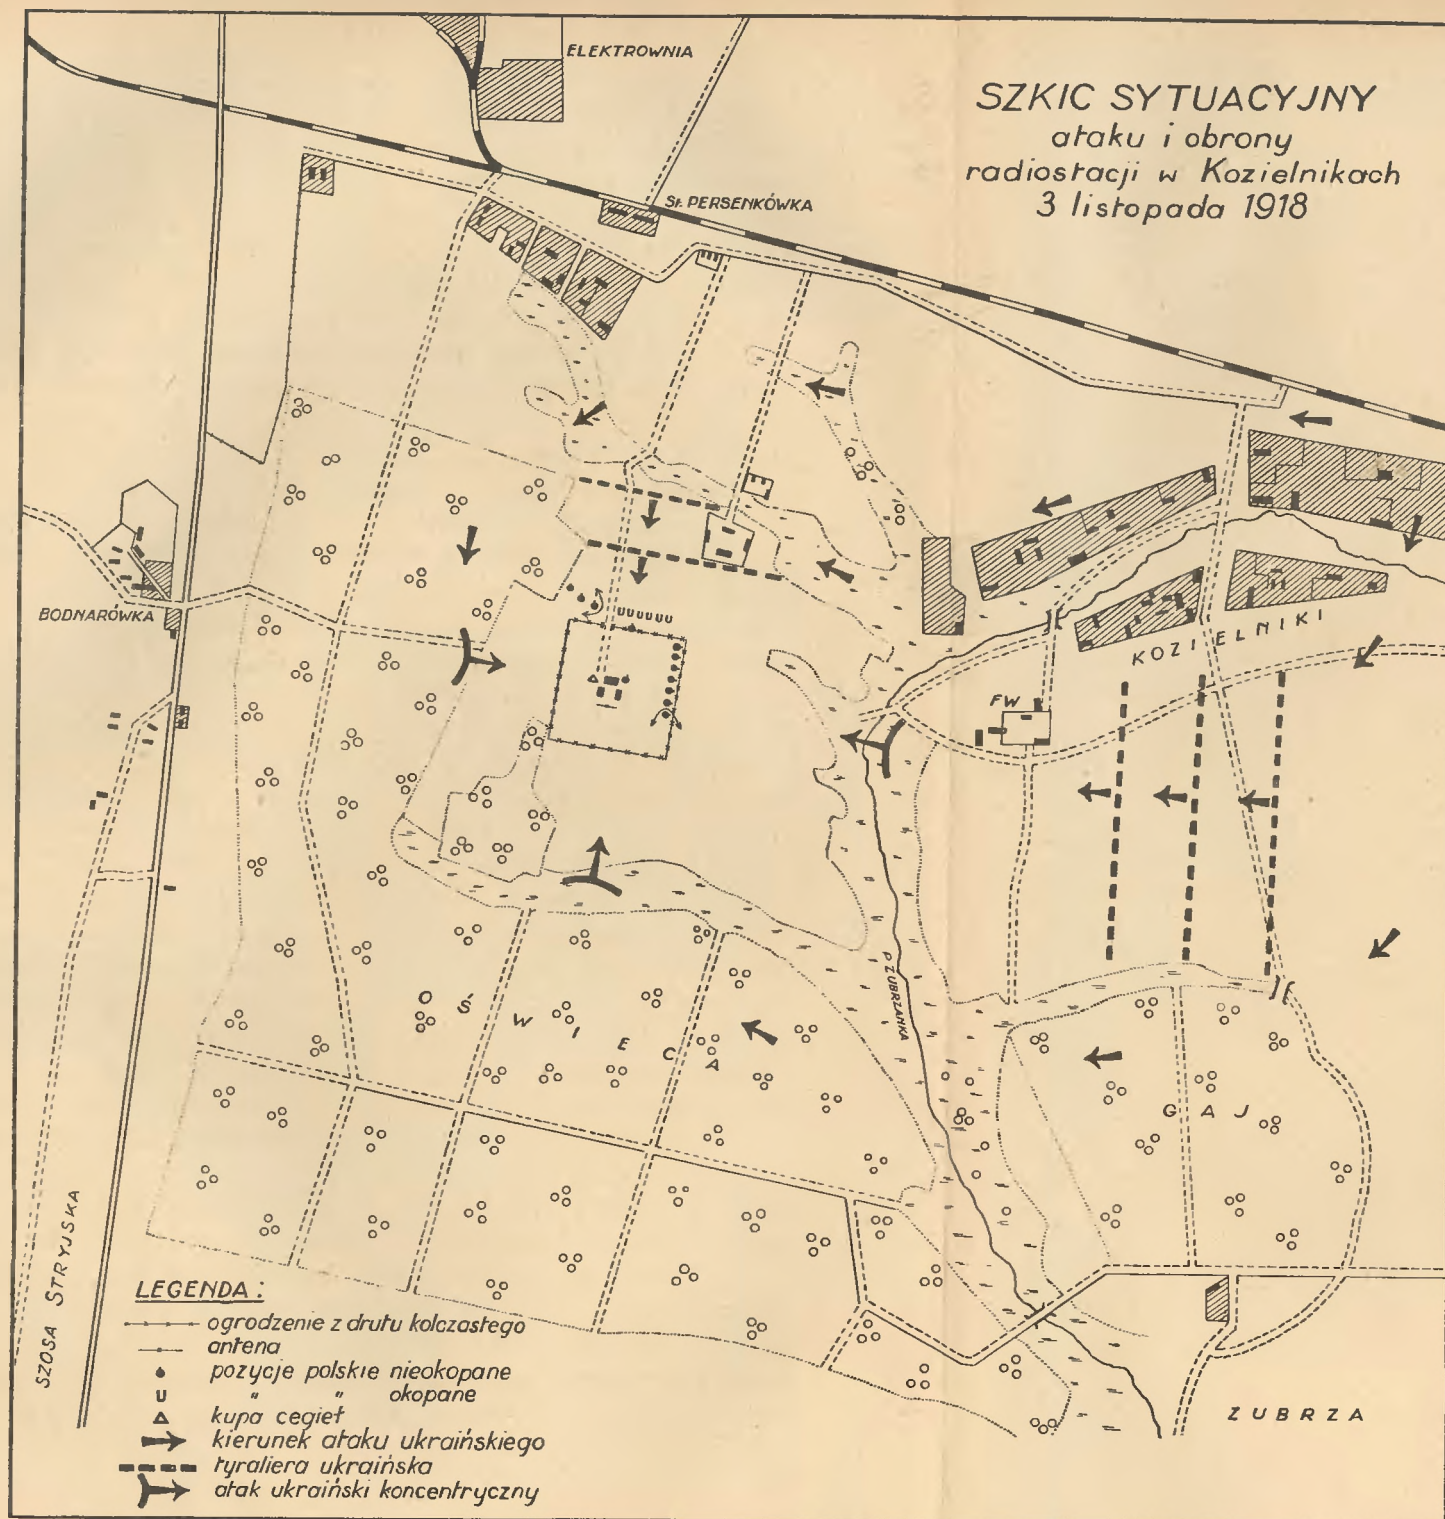 SZKIC SYTUACYJNY
ataku i obrony
radiostacji w Kozielnikach
3 listopada 1918
ELEKTROWNIA
St. PERSENKÓWKA
BODNARÓWKA
KOZIELNIKI
FW
P. ZUBRZANKA
OŚWIECA
GAJ
SZOSA STRYJSKA
ZUBRZA
LEGENDA:
ogrodzenie z drutu kolczastego
antena
pozycje polskie nieokopane
" " okopane
kupa cegieł
kierunek ataku ukraińskiego
tyraliera ukraińska
atak ukraiński koncentryczny